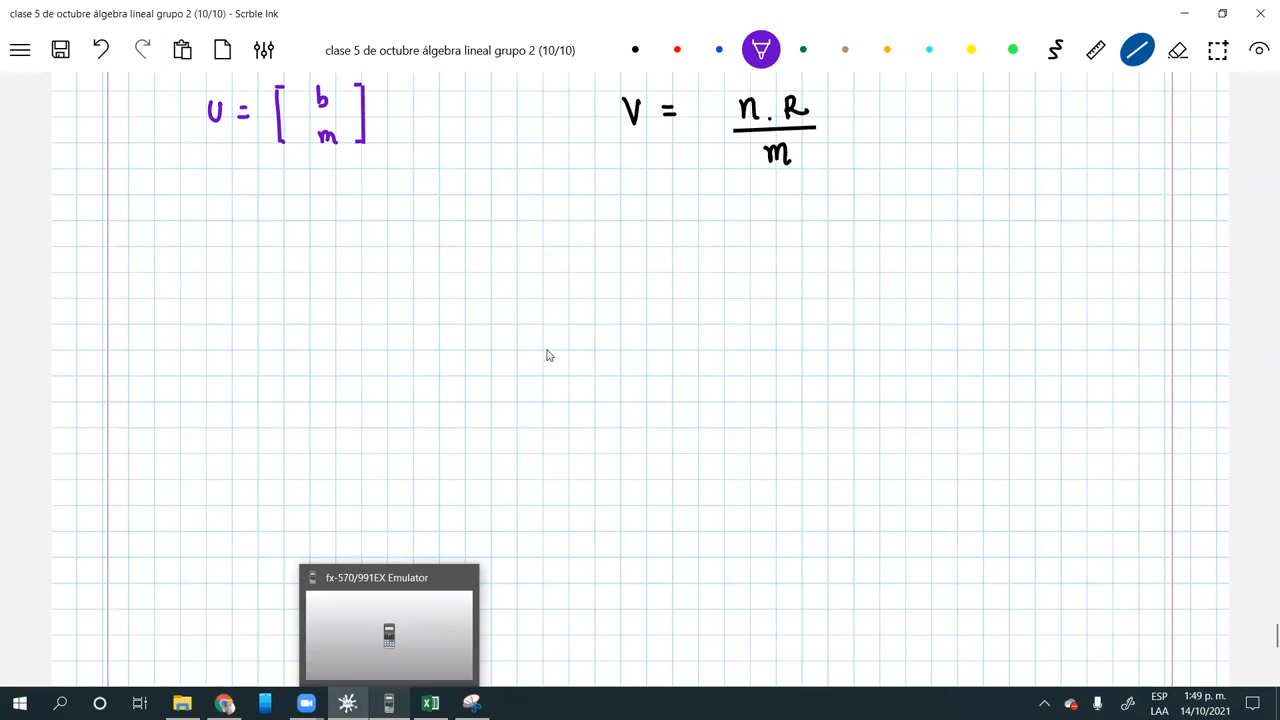 clase 5 de octubre álgebra lineal grupo 2 (10/10) - Scrble Ink
clase 5 de octubre álgebra lineal grupo 2 (10/10)
U = [ b
m ]
V = n . R
m
fx-570/991EX Emulator
ESP
LAA
1:49 p. m.
14/10/2021